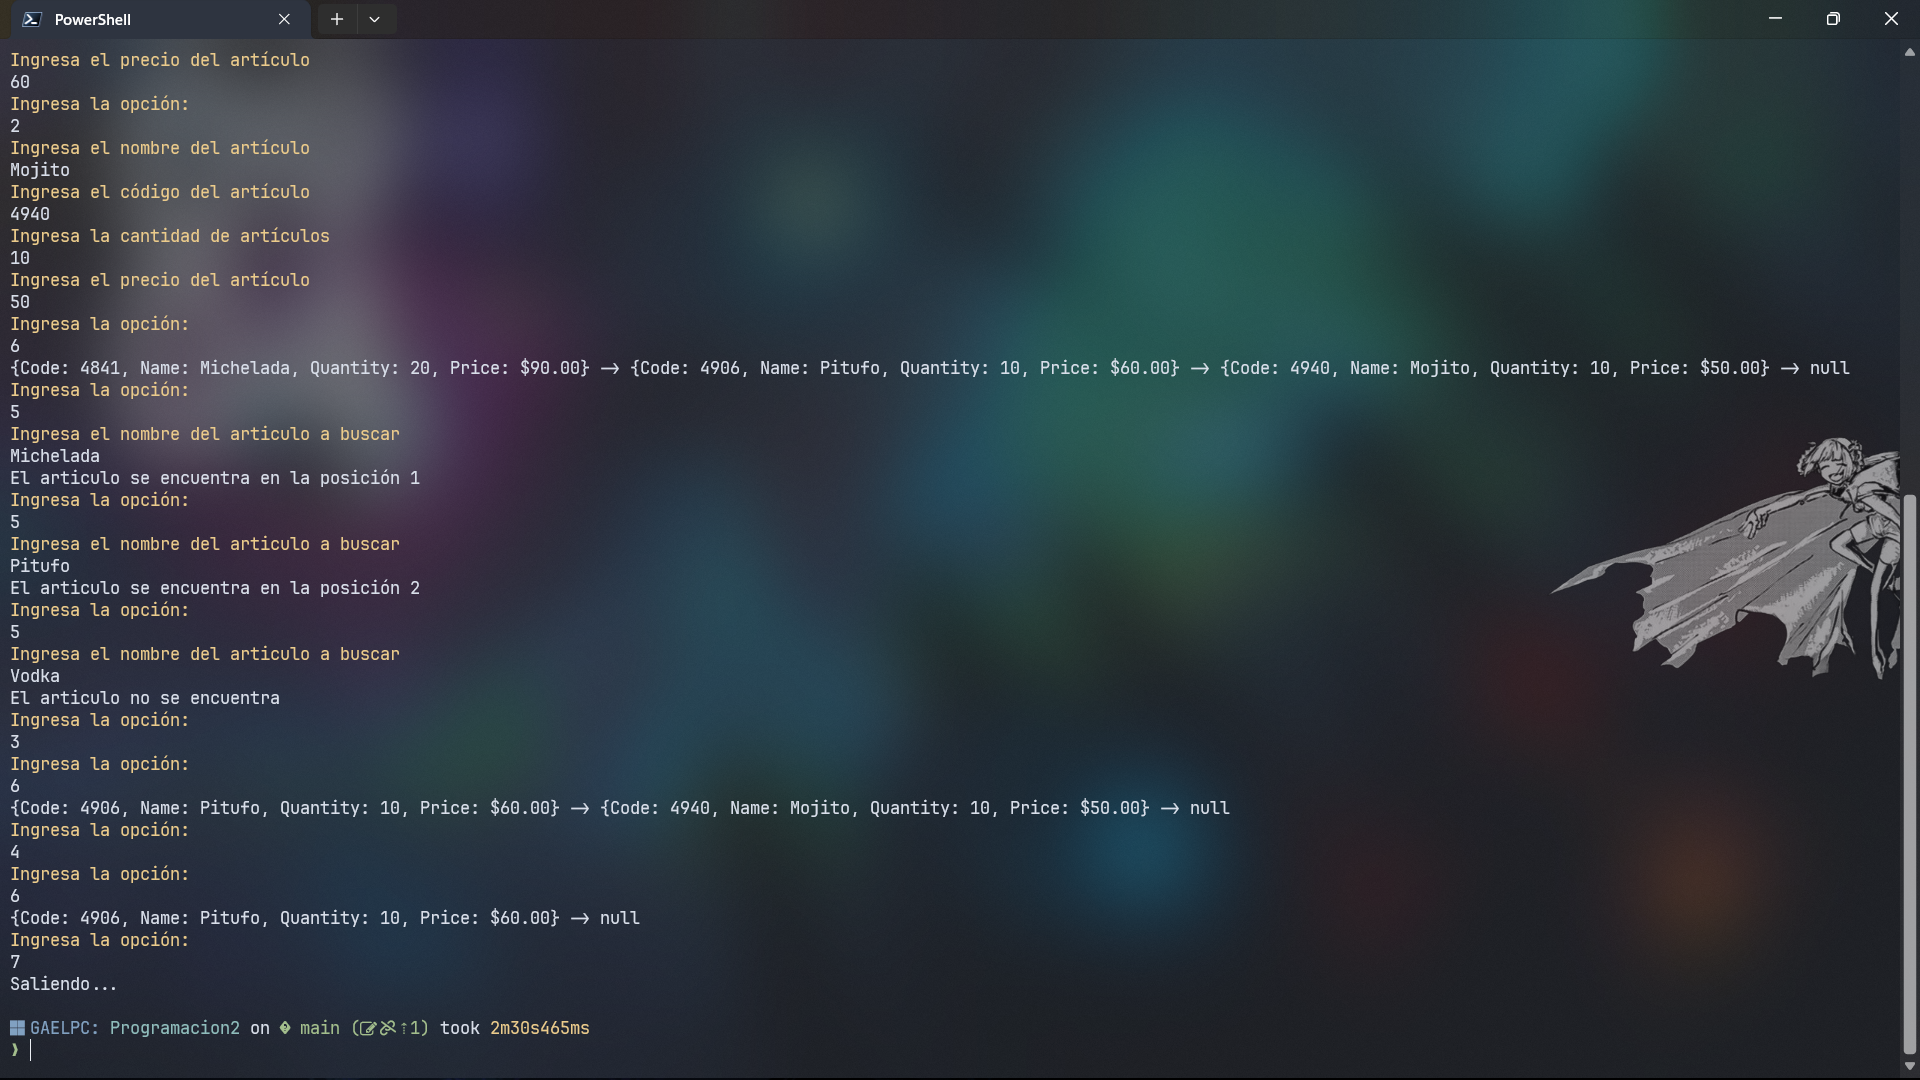 PowerShell
Ingresa el precio del artículo
60
Ingresa la opción:
2
Ingresa el nombre del artículo
Mojito
Ingresa el código del artículo
4940
Ingresa la cantidad de artículos
10
Ingresa el precio del artículo
50
Ingresa la opción:
6
{Code: 4841, Name: Michelada, Quantity: 20, Price: $90.00} -> {Code: 4906, Name: Pitufo, Quantity: 10, Price: $60.00} -> {Code: 4940, Name: Mojito, Quantity: 10, Price: $50.00} -> null
Ingresa la opción:
5
Ingresa el nombre del articulo a buscar
Michelada
El articulo se encuentra en la posición 1
Ingresa la opción:
5
Ingresa el nombre del articulo a buscar
Pitufo
El articulo se encuentra en la posición 2
Ingresa la opción:
5
Ingresa el nombre del articulo a buscar
Vodka
El articulo no se encuentra
Ingresa la opción:
3
Ingresa la opción:
6
{Code: 4906, Name: Pitufo, Quantity: 10, Price: $60.00} -> {Code: 4940, Name: Mojito, Quantity: 10, Price: $50.00} -> null
Ingresa la opción:
4
Ingresa la opción:
6
{Code: 4906, Name: Pitufo, Quantity: 10, Price: $60.00} -> null
Ingresa la opción:
7
Saliendo...
GAELPC: Programacion2 on � main (↑1) took 2m30s465ms
❯